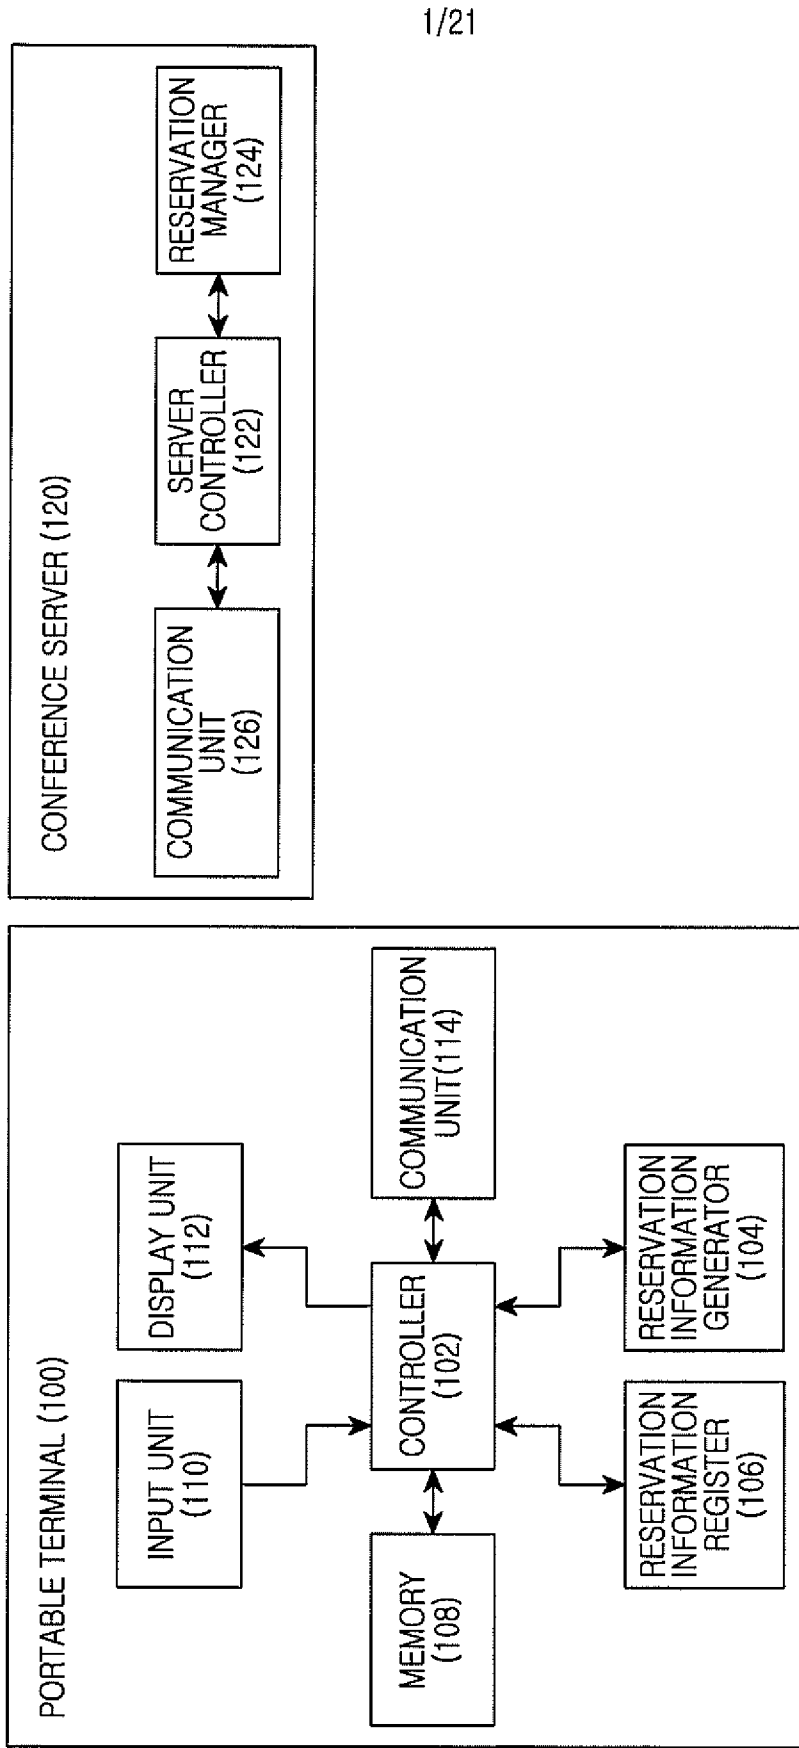 1/21
PORTABLE TERMINAL (100)
INPUT UNIT
(110)
DISPLAY UNIT
(112)
MEMORY
(108)
CONTROLLER
(102)
COMMUNICATION
UNIT(114)
RESERVATION
INFORMATION
REGISTER
(106)
RESERVATION
INFORMATION
GENERATOR
(104)
CONFERENCE SERVER (120)
COMMUNICATION
UNIT
(126)
SERVER
CONTROLLER
(122)
RESERVATION
MANAGER
(124)